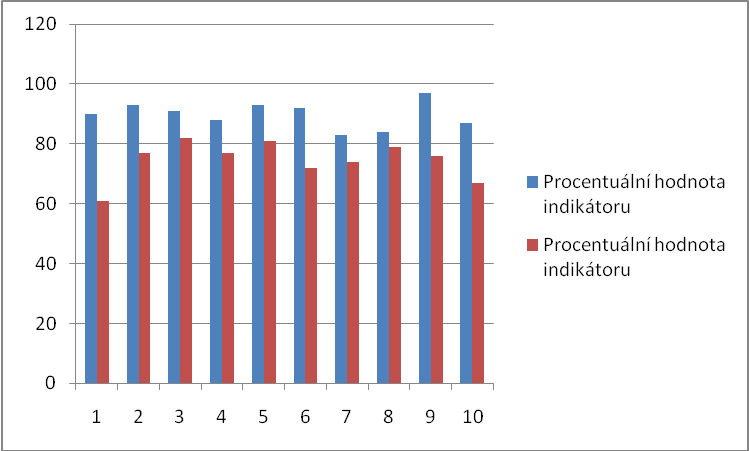 120
100
80
60
40
20
0
1 2 3 4 5 6 7 8 9 10
Procentuální hodnota
indikátoru
Procentuální hodnota
indikátoru